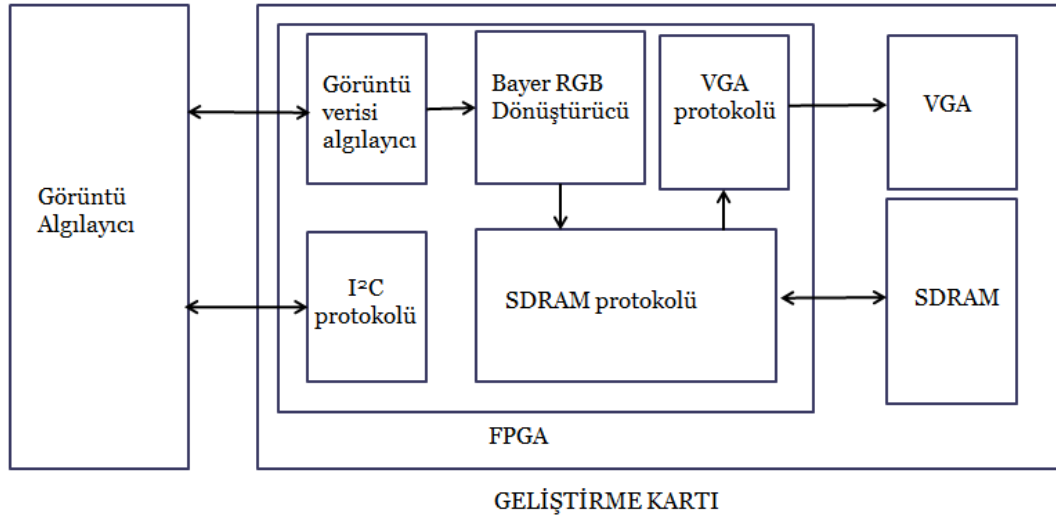 Görüntü
Algılayıcı
Görüntü
verisi
algılayıcı
Bayer RGB
Dönüştürücü
VGA
protokolü
VGA
I²C
protokolü
SDRAM protokolü
SDRAM
FPGA
GELİŞTİRME KARTI